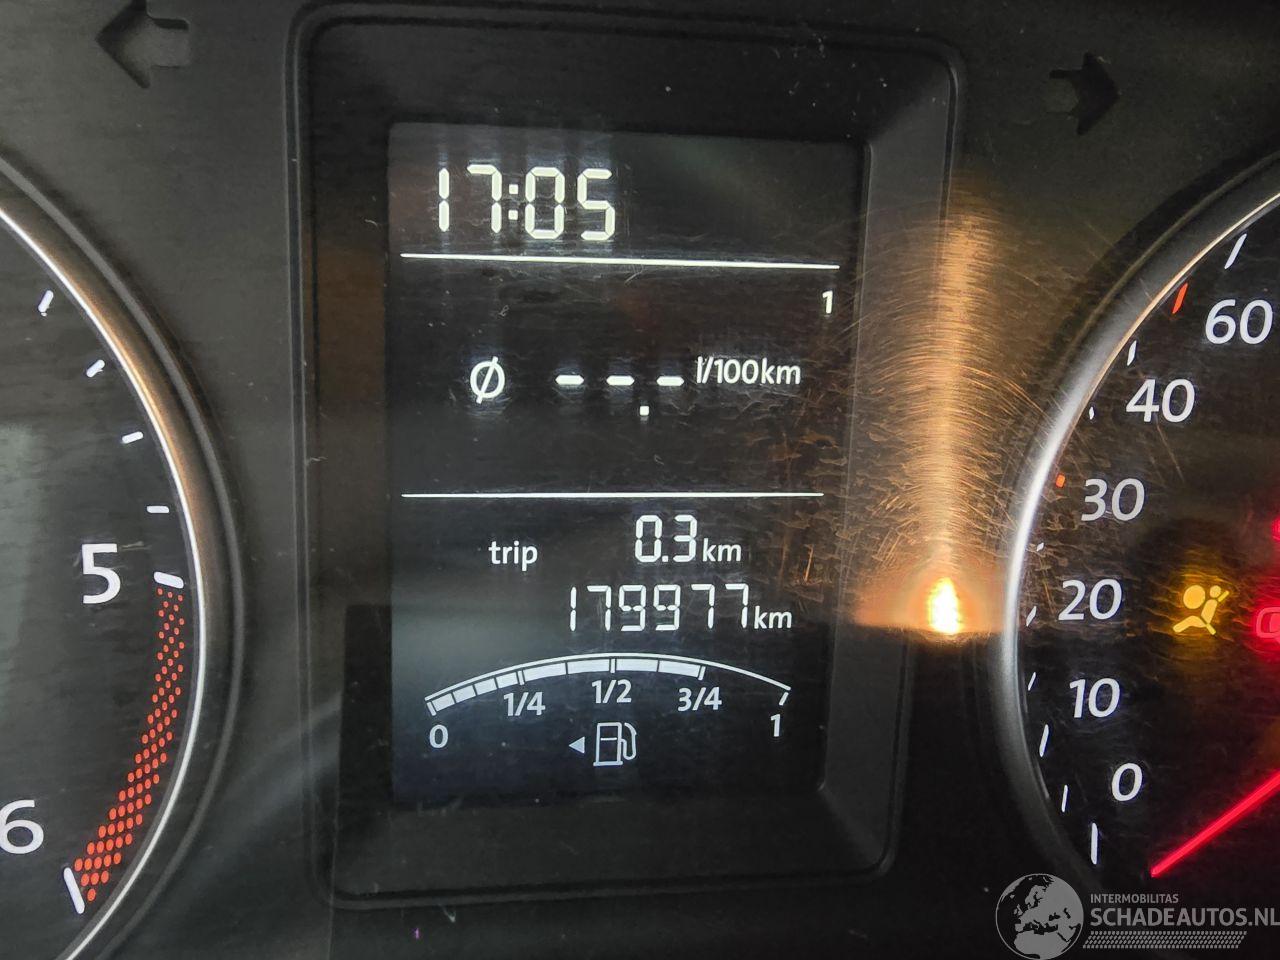 17:05
1
Ø - - -.- l/100km
trip 0.3 km
179977 km
0 1/4 1/2 3/4 1
5
6
60
40
30
20
10
0
INTERMOBILITAS
SCHADEAUTOS.NL